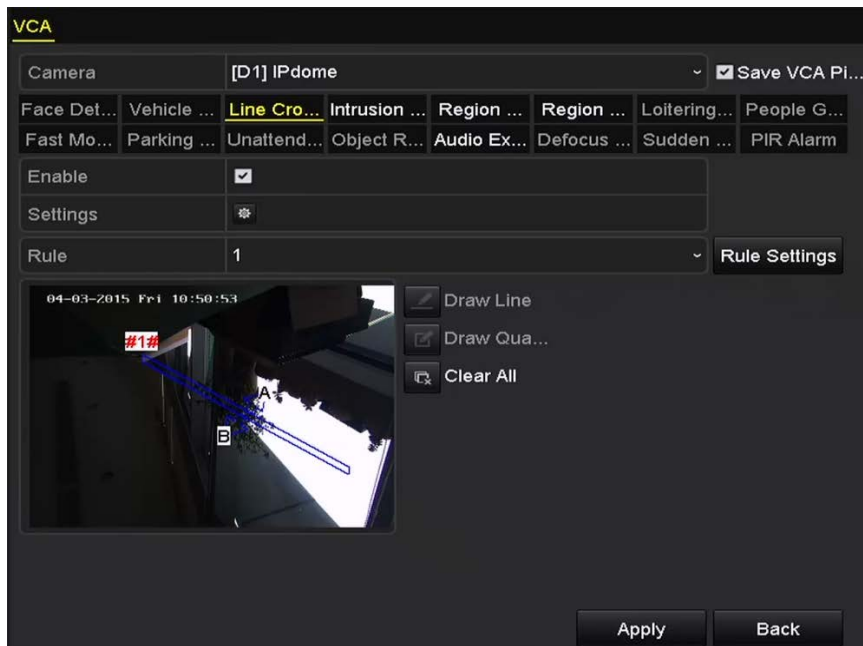 VCA
Camera [D1] IPdome Save VCA Pi...
Face Det... Vehicle ... Line Cro... Intrusion ... Region ... Region ... Loitering... People G...
Fast Mo... Parking ... Unattend... Object R... Audio Ex... Defocus ... Sudden ... PIR Alarm
Enable
Settings
Rule 1 Rule Settings
04-03-2015 Fri 10:50:53
#1#
A
B
Draw Line
Draw Qua...
Clear All
Apply Back